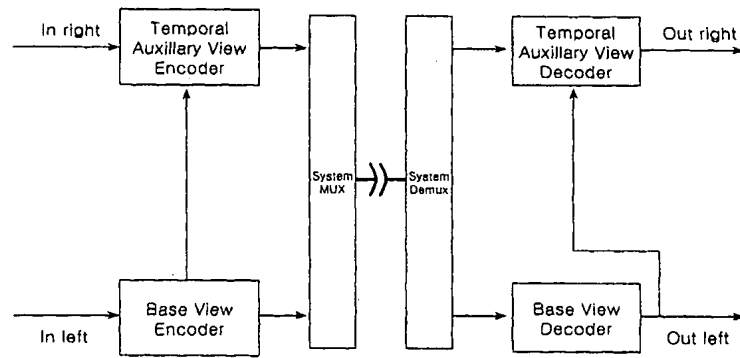 In right
Temporal
Auxillary View
Encoder
System
MUX
System
Demux
Temporal
Auxillary View
Decoder
Out right
In left
Base View
Encoder
Base View
Decoder
Out left